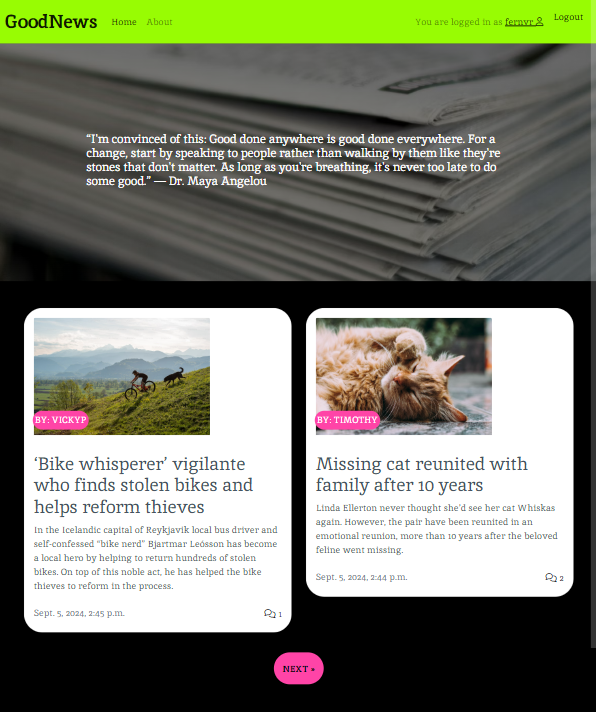 GoodNews Home About You are logged in as fernvr Logout
“I’m convinced of this: Good done anywhere is good done everywhere. For a
change, start by speaking to people rather than walking by them like they’re
stones that don’t matter. As long as you’re breathing, it’s never too late to do
some good.” — Dr. Maya Angelou
BY: VICKYP
‘Bike whisperer’ vigilante
who finds stolen bikes and
helps reform thieves
In the Icelandic capital of Reykjavik local bus driver and
self-confessed “bike nerd” Bjartmar Leósson has become
a local hero by helping to return hundreds of stolen
bikes. On top of this noble act, he has helped the bike
thieves to reform in the process.
Sept. 5, 2024, 2:45 p.m. 1
BY: TIMOTHY
Missing cat reunited with
family after 10 years
Linda Ellerton never thought she’d see her cat Whiskas
again. However, the pair have been reunited in an
emotional reunion, more than 10 years after the beloved
feline went missing.
Sept. 5, 2024, 2:44 p.m. 2
NEXT »